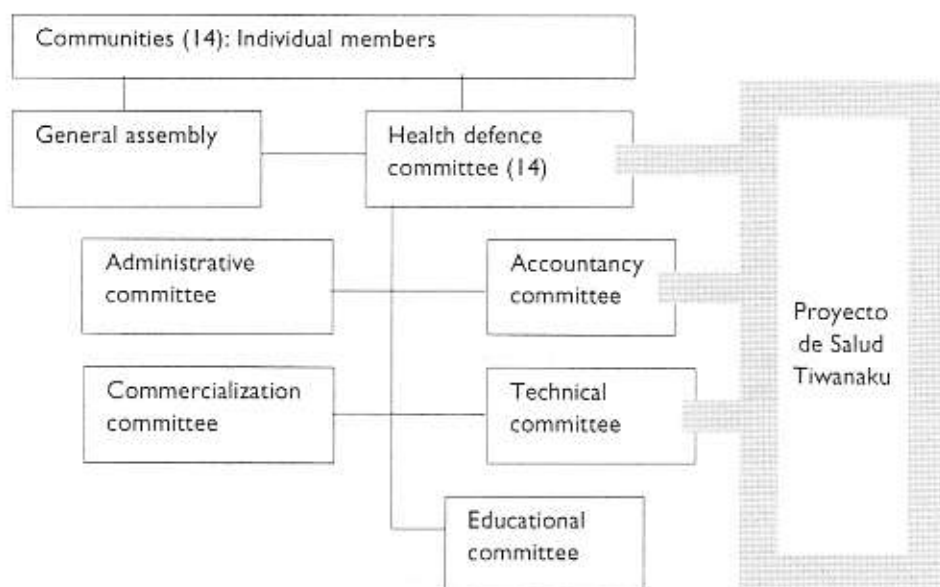 Communities (14): Individual members
General assembly
Health defence
committee (14)
Administrative
committee
Accountancy
committee
Proyecto
de Salud
Tiwanaku
Commercialization
committee
Technical
committee
Educational
committee